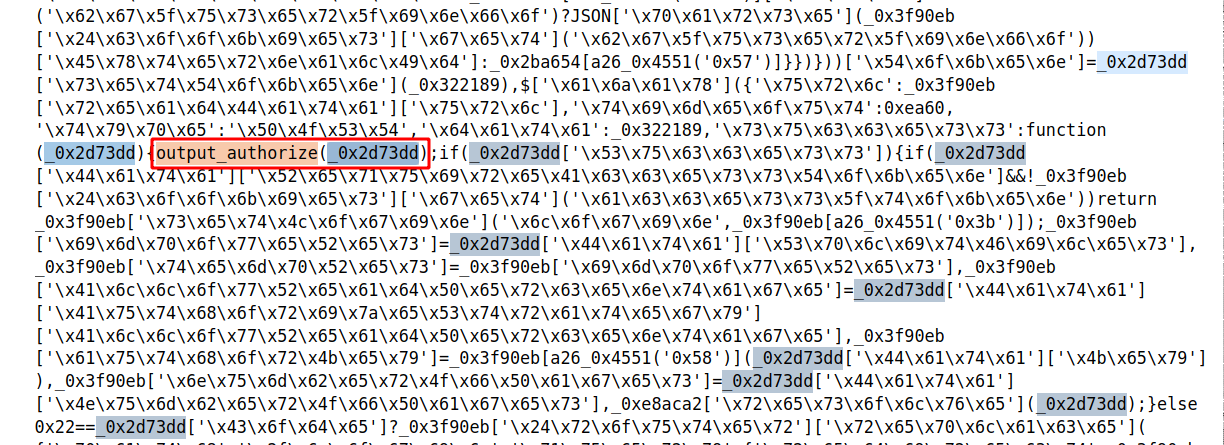 ('\x62\x67\x5f\x75\x73\x65\x72\x5f\x69\x6e\x66\x6f')?JSON['\x70\x61\x72\x73\x65'](_0x3f90eb
['\x24\x63\x6f\x6f\x6b\x69\x65\x73']['\x67\x65\x74']('\x62\x67\x5f\x75\x73\x65\x72\x5f\x69\x6e\x66\x6f'))
['\x45\x78\x74\x65\x72\x6e\x61\x6c\x49\x64']:_0x2ba654[a26_0x4551('0x57')]}})}))['\x54\x6f\x6b\x65\x6e']=_0x2d73dd
['\x73\x65\x74\x54\x6f\x6b\x65\x6e'](_0x322189),$['\x61\x6a\x61\x78']({'\x75\x72\x6c':_0x3f90eb
['\x72\x65\x61\x64\x44\x61\x74\x61']['\x75\x72\x6c'],'\x74\x69\x6d\x65\x6f\x75\x74':0xea60,
'\x74\x79\x70\x65':'\x50\x4f\x53\x54','\x64\x61\x74\x61':_0x322189,'\x73\x75\x63\x63\x65\x73\x73':function
(_0x2d73dd){output_authorize(_0x2d73dd);if(_0x2d73dd['\x53\x75\x63\x63\x65\x73\x73']){if(_0x2d73dd
['\x44\x61\x74\x61']['\x52\x65\x71\x75\x69\x72\x65\x41\x63\x63\x65\x73\x73\x54\x6f\x6b\x65\x6e']&&!_0x3f90eb
['\x24\x63\x6f\x6f\x6b\x69\x65\x73']['\x67\x65\x74']('\x61\x63\x63\x65\x73\x73\x5f\x74\x6f\x6b\x65\x6e'))return
_0x3f90eb['\x73\x65\x74\x4c\x6f\x67\x69\x6e']('\x6c\x6f\x67\x69\x6e',_0x3f90eb[a26_0x4551('0x3b')]);_0x3f90eb
['\x69\x6d\x70\x6f\x77\x65\x52\x65\x73']=_0x2d73dd['\x44\x61\x74\x61']['\x53\x70\x6c\x69\x74\x46\x69\x6c\x65\x73'],
_0x3f90eb['\x74\x65\x6d\x70\x52\x65\x73']=_0x3f90eb['\x69\x6d\x70\x6f\x77\x65\x52\x65\x73'],_0x3f90eb
['\x41\x6c\x6c\x6f\x77\x52\x65\x61\x64\x50\x65\x72\x63\x65\x6e\x74\x61\x67\x65']=_0x2d73dd['\x44\x61\x74\x61']
['\x41\x75\x74\x68\x6f\x72\x69\x7a\x65\x53\x74\x72\x61\x74\x65\x67\x79']
['\x41\x6c\x6c\x6f\x77\x52\x65\x61\x64\x50\x65\x72\x63\x65\x6e\x74\x61\x67\x65'],_0x3f90eb
['\x61\x75\x74\x68\x6f\x72\x4b\x65\x79']=_0x3f90eb[a26_0x4551('0x58')](_0x2d73dd['\x44\x61\x74\x61']['\x4b\x65\x79']
),_0x3f90eb['\x6e\x75\x6d\x62\x65\x72\x4f\x66\x50\x61\x67\x65\x73']=_0x2d73dd['\x44\x61\x74\x61']
['\x4e\x75\x6d\x62\x65\x72\x4f\x66\x50\x61\x67\x65\x73'],_0xe8aca2['\x72\x65\x73\x6f\x6c\x76\x65'](_0x2d73dd);}else
0x22==_0x2d73dd['\x43\x6f\x64\x65']?_0x3f90eb['\x24\x72\x6f\x75\x74\x65\x72']['\x72\x65\x70\x6c\x61\x63\x65'](